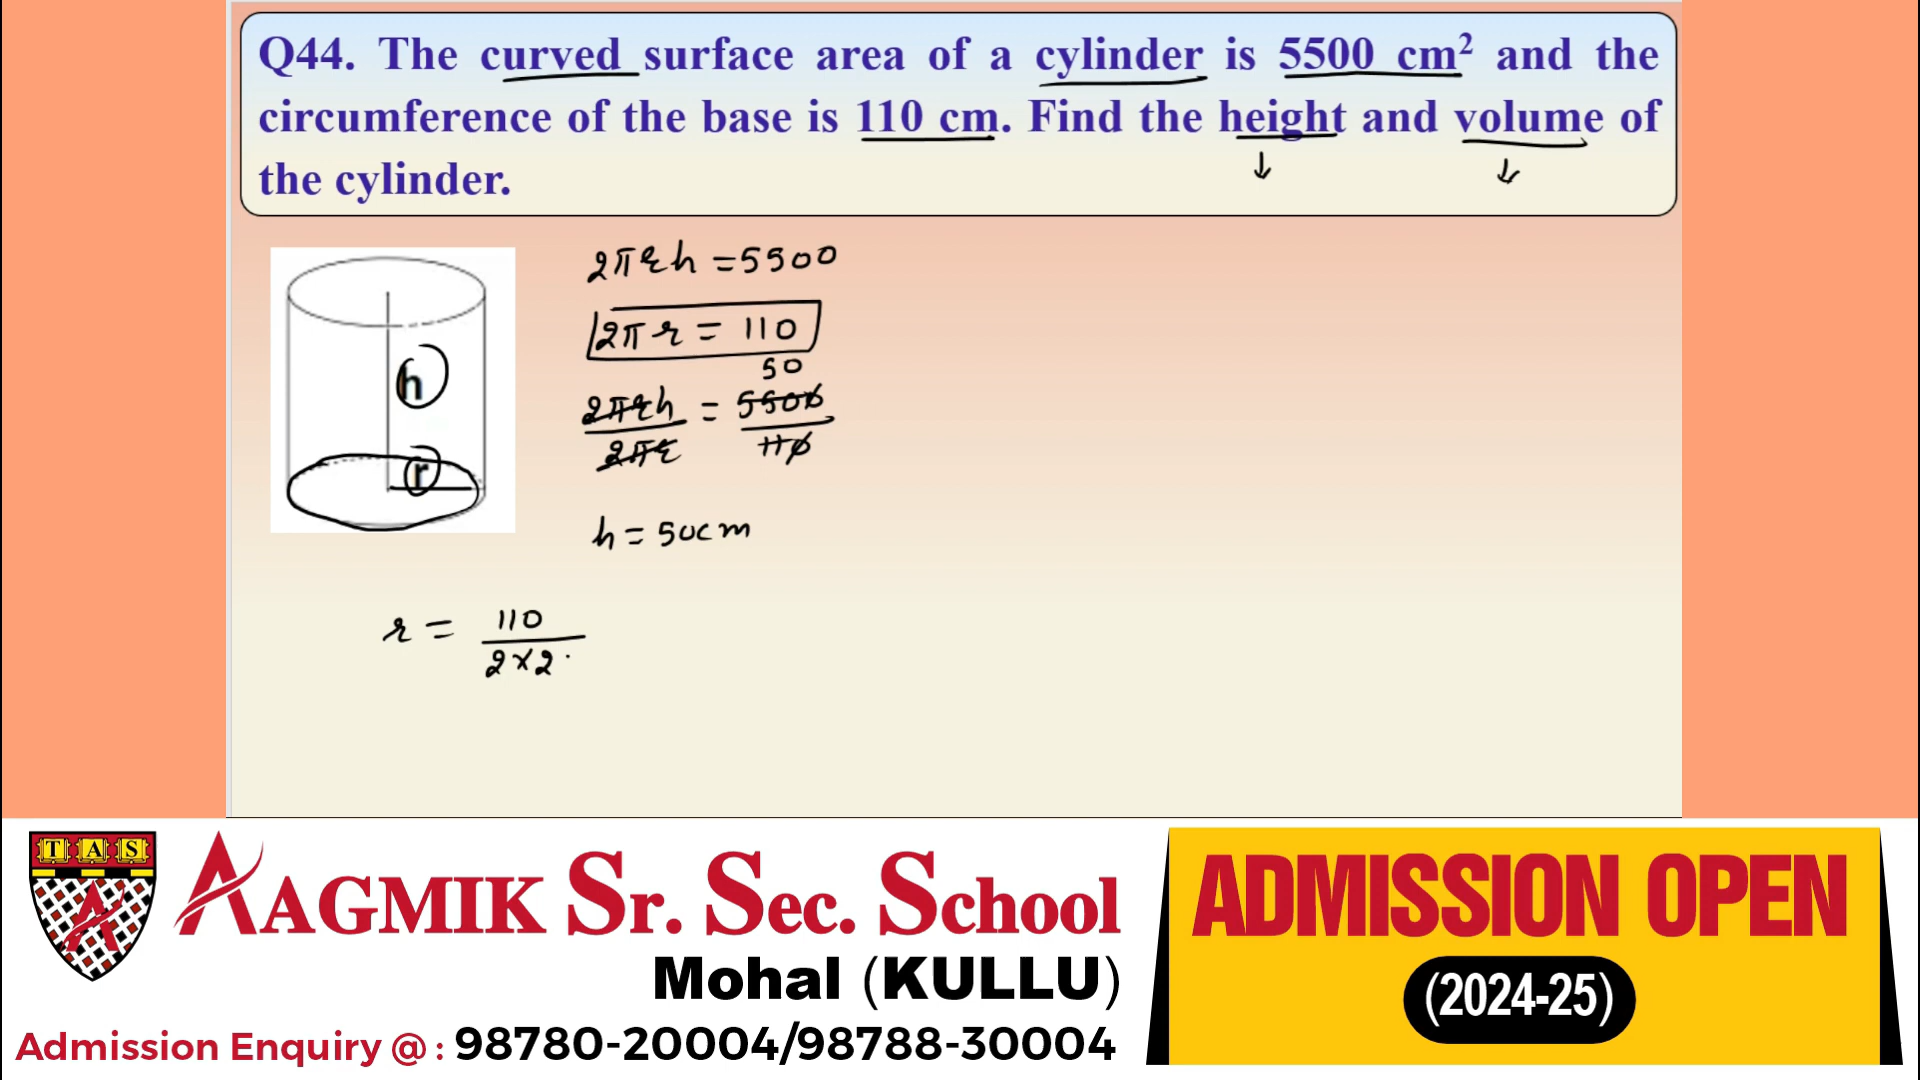 Q44. The curved surface area of a cylinder is 5500 cm² and the
circumference of the base is 110 cm. Find the height and volume of
the cylinder.
h
r
2πrh = 5500
2πr = 110
50
2πrh = 5500
2πr 110
h = 50cm
r = 110
2×2
TAS
A
AAGMIK Sr. Sec. School
Mohal (KULLU)
Admission Enquiry @ : 98780-20004/98788-30004
ADMISSION OPEN
(2024-25)